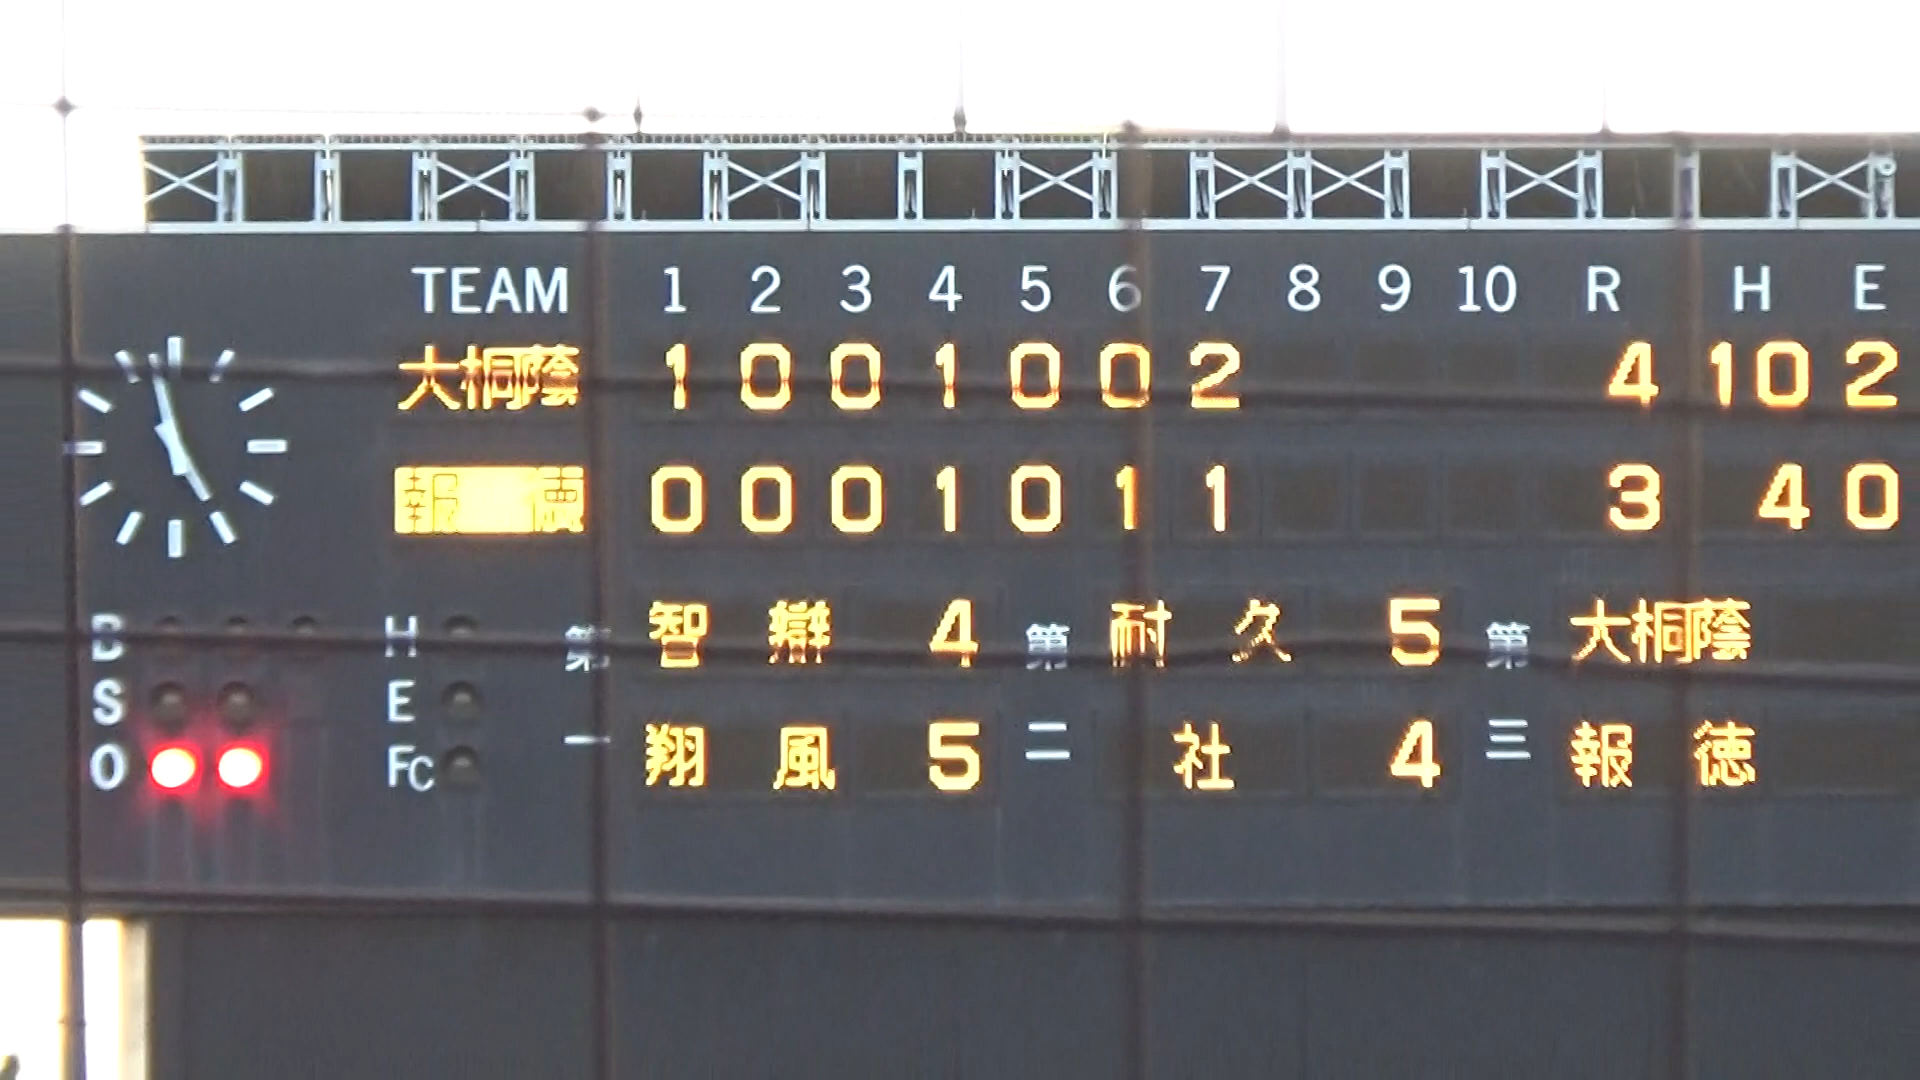 TEAM 1 2 3 4 5 6 7 8 9 10 R H E
大桐蔭 1 0 0 1 0 0 2 4 10 2
報徳 0 0 0 1 0 1 1 3 4 0
B H 第 智辯 4 第 耐久 5 第 大桐蔭
S E
O FC 一 翔風 5 二 社 4 三 報徳